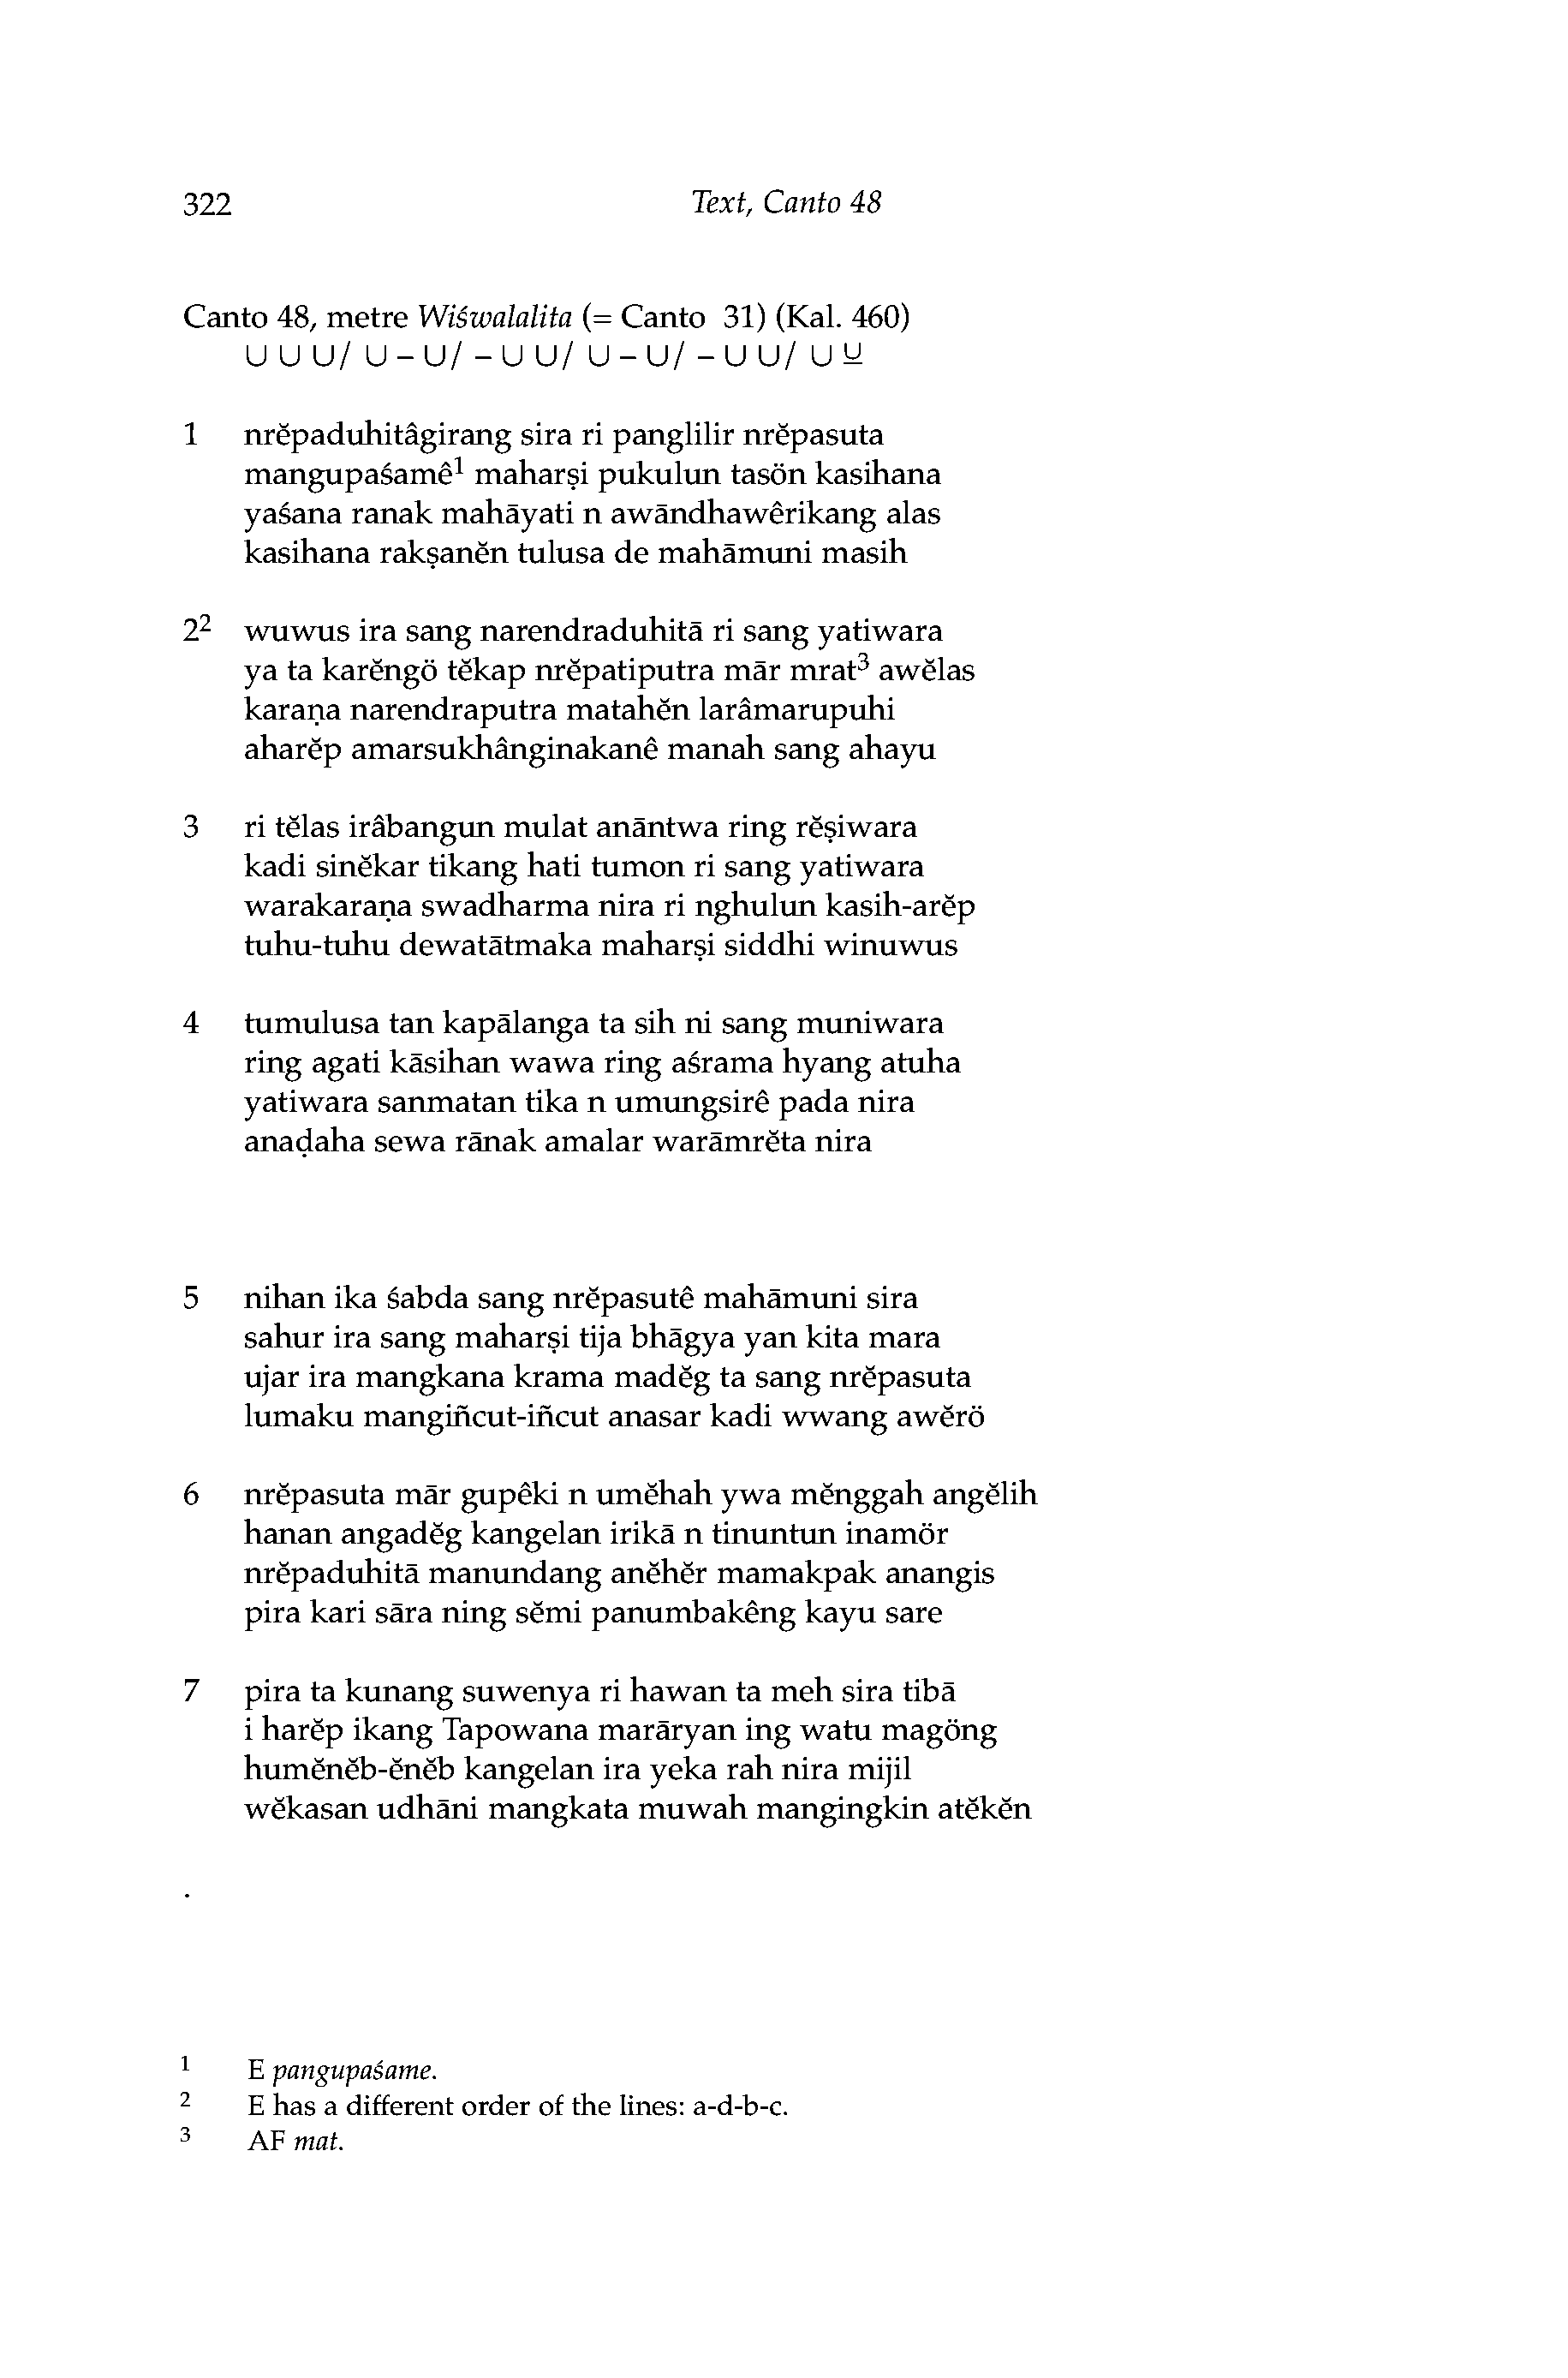 322 Text, Canto 48
Canto 48, metre Wiśwalalita (= Canto 31) (Kal. 460)
∪ ∪ ∪/ ∪ – ∪/ – ∪ ∪/ ∪ – ∪/ – ∪ ∪/ ∪ ⊻
1 nrĕpaduhitâgirang sira ri panglilir nrĕpasuta
mangupaśamê¹ maharṣi pukulun tasön kasihana
yaśana ranak mahāyati n awāndhawêrikang alas
kasihana rakṣanĕn tulusa de mahāmuni masih
2² wuwus ira sang narendraduhitā ri sang yatiwara
ya ta karĕngö tĕkap nrĕpatiputra mār mrat³ awĕlas
karaṇa narendraputra matahĕn larâmarupuhi
aharĕp amarsukhânginakanê manah sang ahayu
3 ri tĕlas irâbangun mulat anāntwa ring rĕṣiwara
kadi sinĕkar tikang hati tumon ri sang yatiwara
warakaraṇa swadharma nira ri nghulun kasih-arĕp
tuhu-tuhu dewatātmaka maharṣi siddhi winuwus
4 tumulusa tan kapālanga ta sih ni sang muniwara
ring agati kāsihan wawa ring aśrama hyang atuha
yatiwara sanmatan tika n umungsirê pada nira
anaḍaha sewa rānak amalar warāmrĕta nira
5 nihan ika śabda sang nrĕpasutê mahāmuni sira
sahur ira sang maharṣi tija bhāgya yan kita mara
ujar ira mangkana krama madĕg ta sang nrĕpasuta
lumaku mangiñcut-iñcut anasar kadi wwang awĕrö
6 nrĕpasuta mār gupêki n umĕhah ywa mĕnggah angĕlih
hanan angadĕg kangelan irikā n tinuntun inamör
nrĕpaduhitā manundang anĕhĕr mamakpak anangis
pira kari sāra ning sĕmi panumbakêng kayu sare
7 pira ta kunang suwenya ri hawan ta meh sira tibā
i harĕp ikang Tapowana marāryan ing watu magöng
humĕnĕb-ĕnĕb kangelan ira yeka rah nira mijil
wĕkasan udhāni mangkata muwah mangingkin atĕkĕn
.
1 E pangupaśame.
2 E has a different order of the lines: a-d-b-c.
3 AF mat.